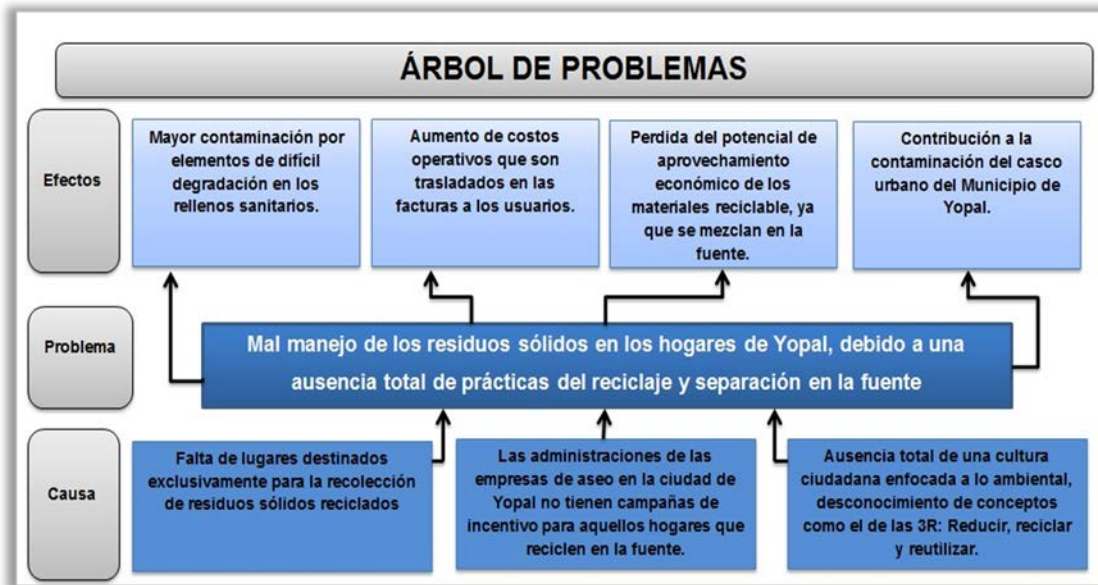 ÁRBOL DE PROBLEMAS
Efectos
Mayor contaminación por
elementos de difícil
degradación en los
rellenos sanitarios.
Aumento de costos
operativos que son
trasladados en las
facturas a los usuarios.
Perdida del potencial de
aprovechamiento
económico de los
materiales reciclable, ya
que se mezclan en la
fuente.
Contribución a la
contaminación del casco
urbano del Municipio de
Yopal.
Problema
Mal manejo de los residuos sólidos en los hogares de Yopal, debido a una
ausencia total de prácticas del reciclaje y separación en la fuente
Causa
Falta de lugares destinados
exclusivamente para la recolección
de residuos sólidos reciclados
Las administraciones de las
empresas de aseo en la ciudad de
Yopal no tienen campañas de
incentivo para aquellos hogares que
reciclen en la fuente.
Ausencia total de una cultura
ciudadana enfocada a lo ambiental,
desconocimiento de conceptos
como el de las 3R: Reducir, reciclar
y reutilizar.